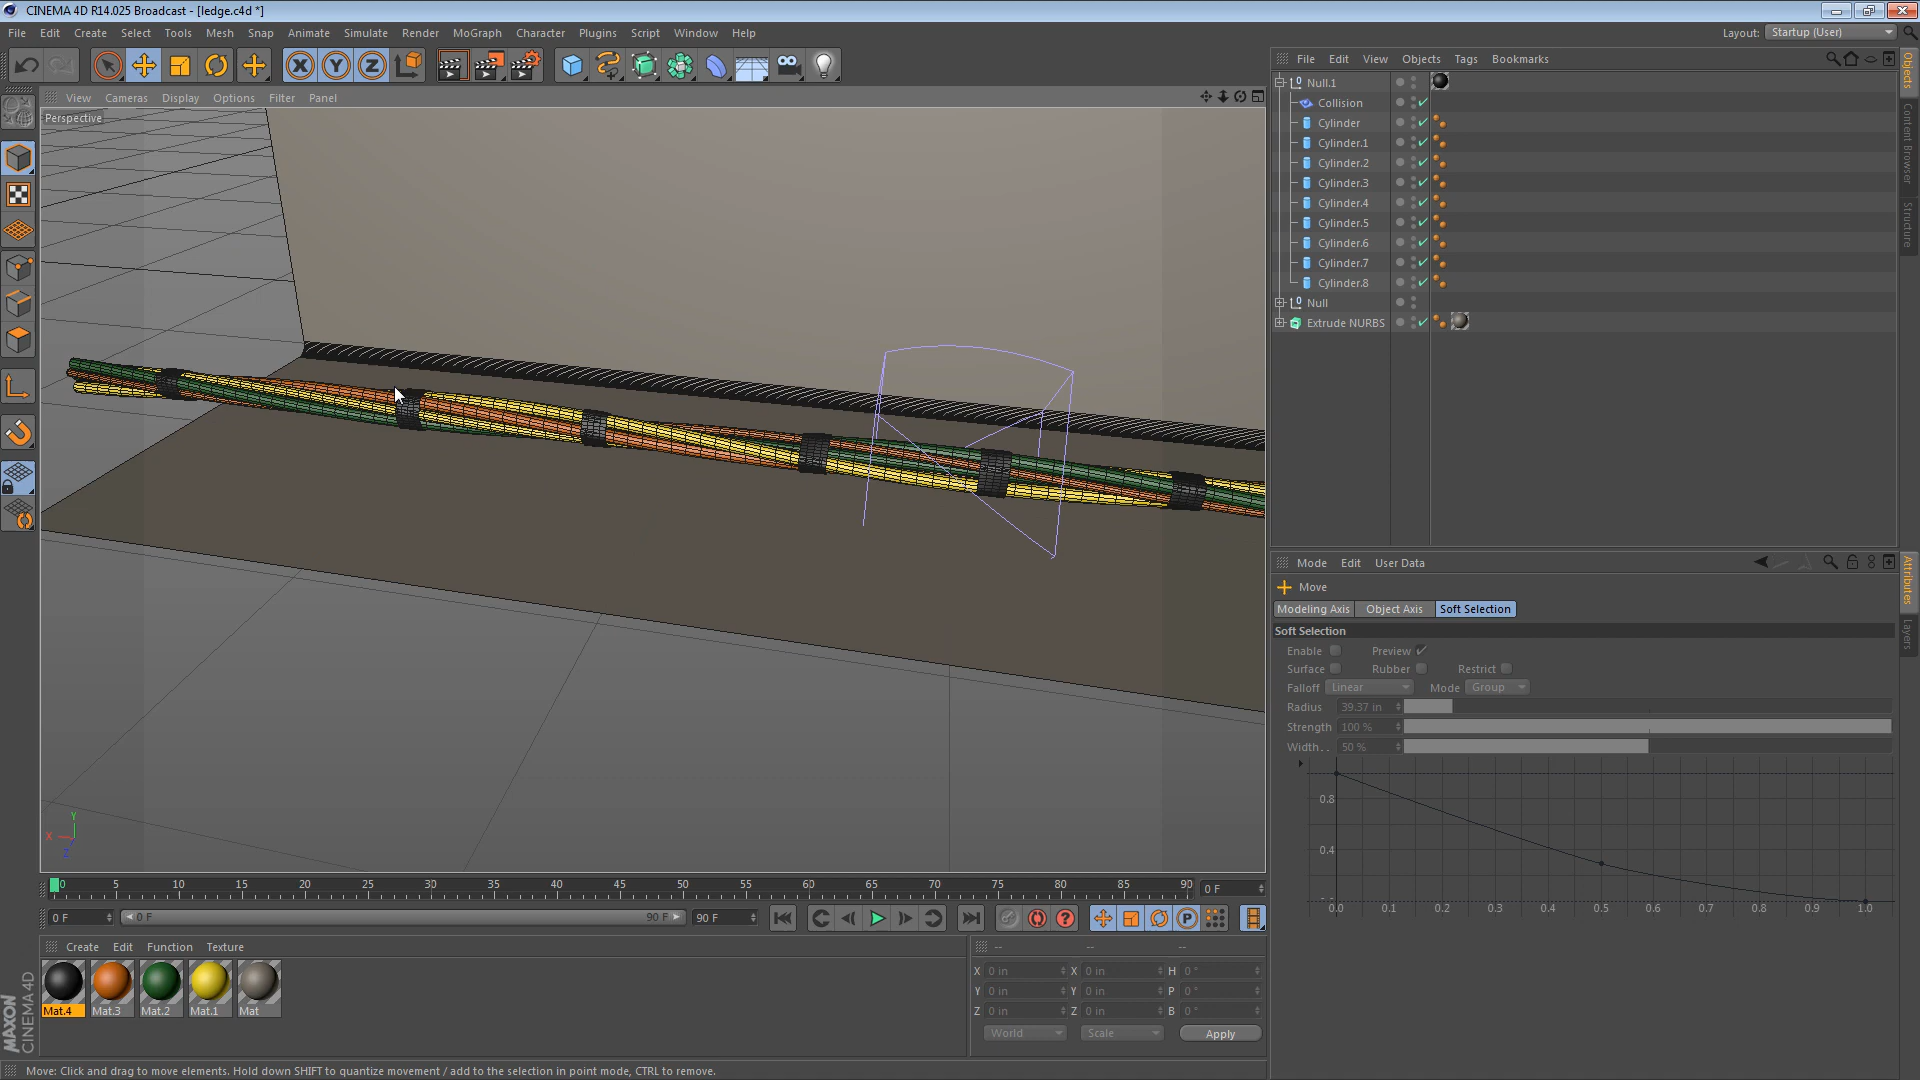 CINEMA 4D R14.025 Broadcast - [ledge.c4d *]
File Edit Create Select Tools Mesh Snap Animate Simulate Render MoGraph Character Plugins Script Window Help
Layout: Startup (User)
View Cameras Display Options Filter Panel
Perspective
File Edit View Objects Tags Bookmarks
Null.1
Collision
Cylinder
Cylinder.1
Cylinder.2
Cylinder.3
Cylinder.4
Cylinder.5
Cylinder.6
Cylinder.7
Cylinder.8
Null
Extrude NURBS
Objects
Content Browser
Structure
Mode Edit User Data
Move
Modeling Axis Object Axis Soft Selection
Soft Selection
Enable Preview
Surface Rubber Restrict
Falloff Linear Mode Group
Radius 39.37 in
Strength 100 %
Width . . 50 %
0.8
0.4
0.0 0.1 0.2 0.3 0.4 0.5 0.6 0.7 0.8 0.9 1.0
Attributes
Layers
X Y Z
0 5 10 15 20 25 30 35 40 45 50 55 60 65 70 75 80 85 90 0 F
0 F 0 F 90 F 90 F
Create Edit Function Texture
Mat.4 Mat.3 Mat.2 Mat.1 Mat
-- -- --
X 0 in X 0 in H 0 °
Y 0 in Y 0 in P 0 °
Z 0 in Z 0 in B 0 °
World Scale Apply
MAXON CINEMA 4D
Move: Click and drag to move elements. Hold down SHIFT to quantize movement / add to the selection in point mode, CTRL to remove.